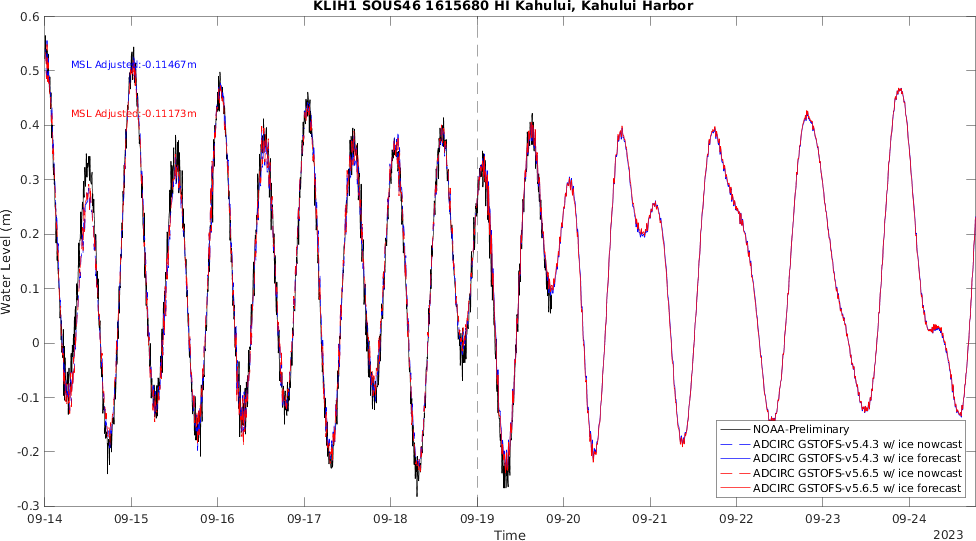 KLIH1 SOUS46 1615680 HI Kahului, Kahului Harbor
0.6
0.5
0.4
0.3
0.2
0.1
0
-0.1
-0.2
-0.3
Water Level (m)
MSL Adjusted:-0.11467m
MSL Adjusted:-0.11173m
NOAA-Preliminary
ADCIRC GSTOFS-v5.4.3 w/ ice nowcast
ADCIRC GSTOFS-v5.4.3 w/ ice forecast
ADCIRC GSTOFS-v5.6.5 w/ ice nowcast
ADCIRC GSTOFS-v5.6.5 w/ ice forecast
09-14 09-15 09-16 09-17 09-18 09-19 09-20 09-21 09-22 09-23 09-24
Time
2023